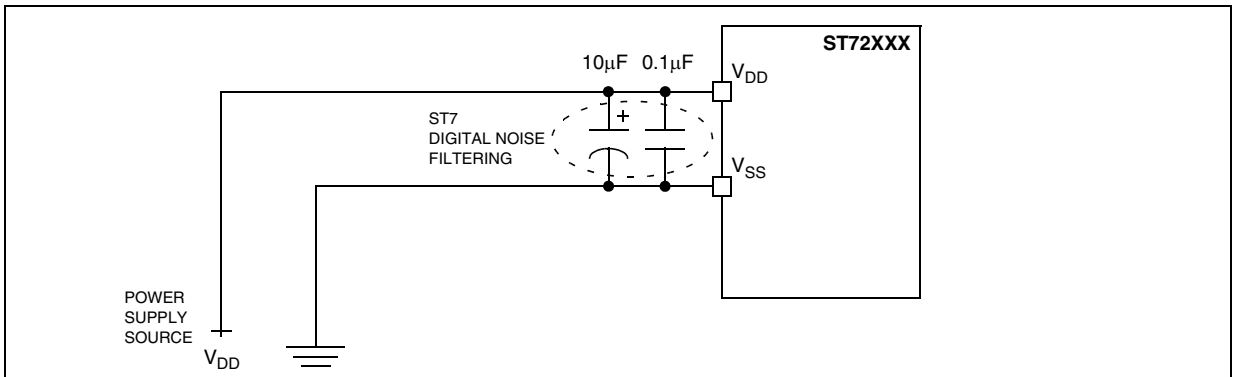 ST72XXX
10μF 0.1μF
VDD
+
ST7
DIGITAL NOISE
FILTERING
VSS
POWER
SUPPLY
SOURCE
VDD